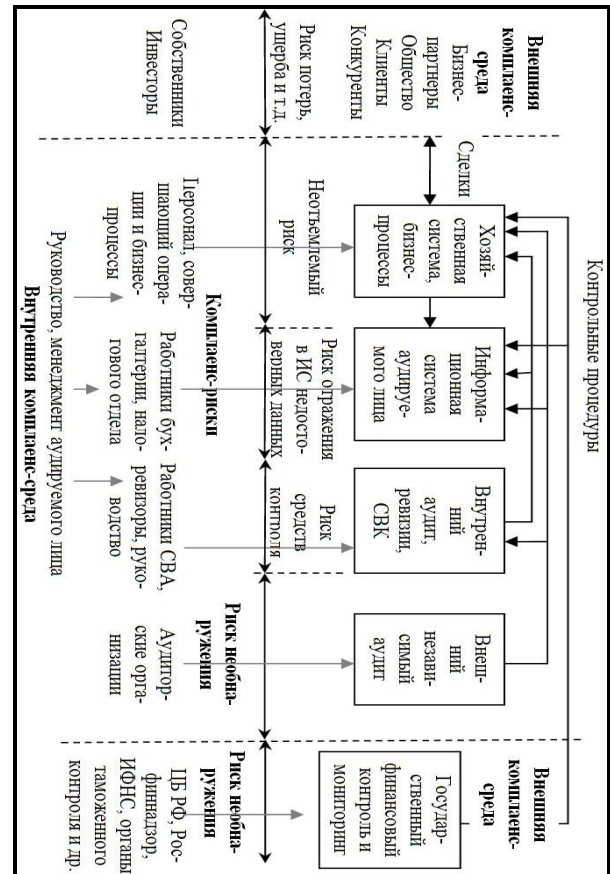 Контрольные процедуры
Внешняя
комплаенс-
среда
Бизнес-
партнеры
Общество
Клиенты
Конкуренты
Сделки
Хозяй-
ственная
система,
бизнес-
процессы
Информа-
ционная
система
аудируе-
мого лица
Внутрен-
ний
аудит,
ревизии,
СВК
Внеш-
ний
незави-
симый
аудит
Внешняя
комплаенс-
среда
Государ-
ственный
финансовый
контроль и
мониторинг
Риск потерь,
ущерба и т.д.
Неотъемлемый
риск
Риск отражения
в ИС недосто-
верных данных
Риск
средств
контроля
Комплаенс-риски
Риск необна-
ружения
Риск необна-
ружения
Собственники
Инвесторы
Персонал, совер-
шающий опера-
ции и бизнес-
процессы
Работники бух-
галтерии, нало-
гового отдела
Работники СВА,
ревизоры, руко-
водство
Аудитор-
ские орга-
низации
ЦБ РФ, Рос-
финнадзор,
ИФНС, органы
таможенного
контроля и др.
Руководство, менеджмент аудируемого лица
Внутренняя комплаенс-среда